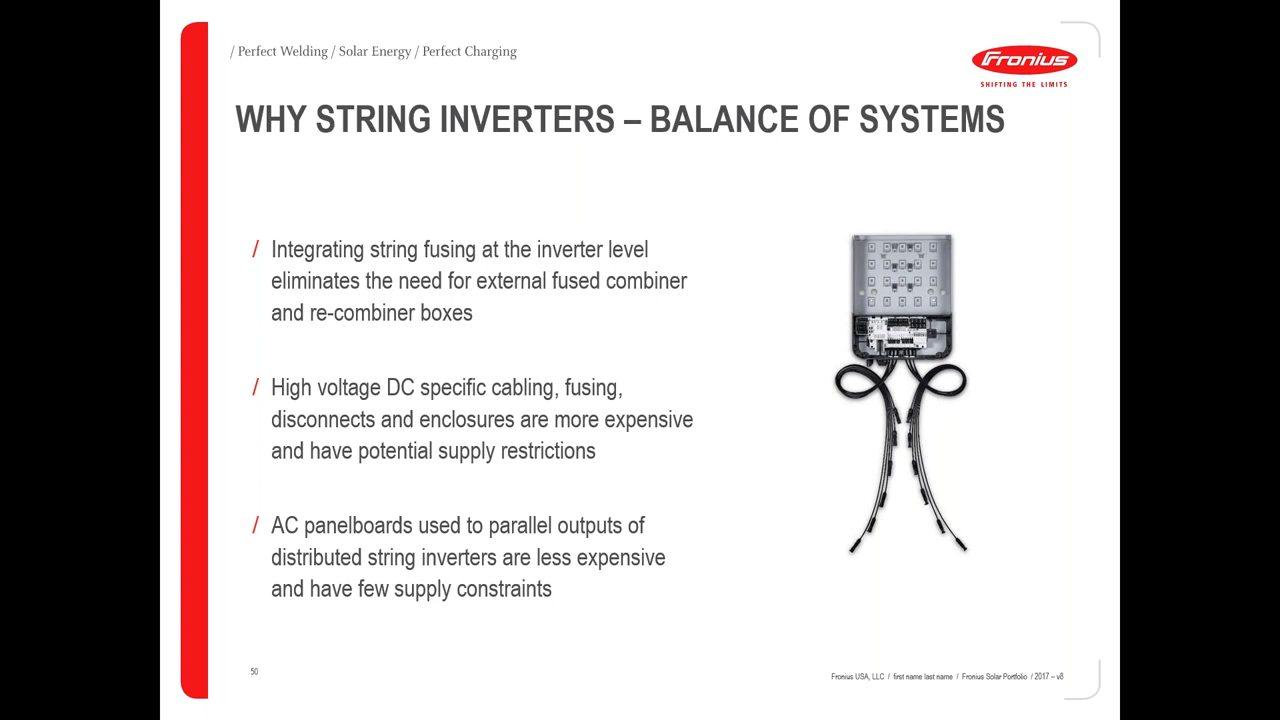 / Perfect Welding / Solar Energy / Perfect Charging
Fronius
SHIFTING THE LIMITS
WHY STRING INVERTERS – BALANCE OF SYSTEMS
/ Integrating string fusing at the inverter level
eliminates the need for external fused combiner
and re-combiner boxes
/ High voltage DC specific cabling, fusing,
disconnects and enclosures are more expensive
and have potential supply restrictions
/ AC panelboards used to parallel outputs of
distributed string inverters are less expensive
and have few supply constraints
50
Fronius USA, LLC / first name last name / Fronius Solar Portfolio / 2017 – v8